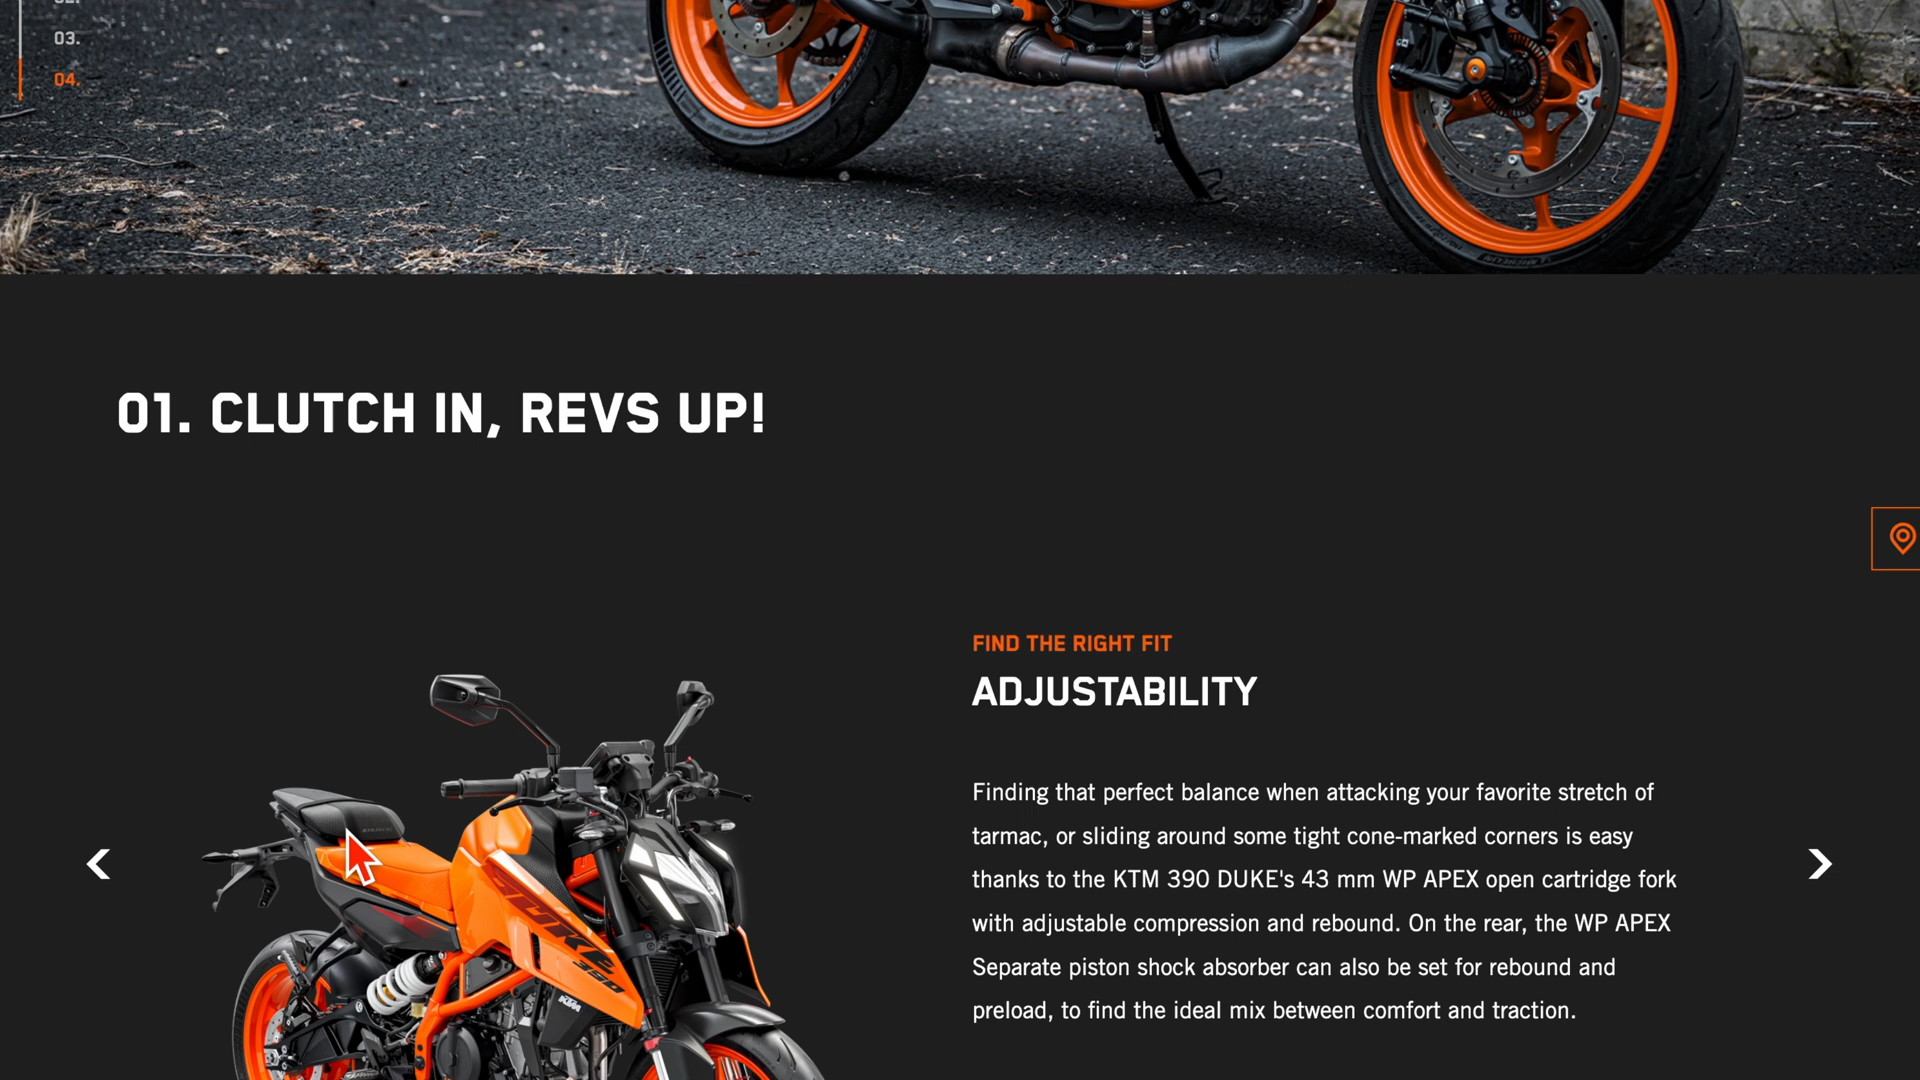 03.
04.
01. CLUTCH IN, REVS UP!
FIND THE RIGHT FIT
ADJUSTABILITY
Finding that perfect balance when attacking your favorite stretch of
tarmac, or sliding around some tight cone-marked corners is easy
thanks to the KTM 390 DUKE's 43 mm WP APEX open cartridge fork
with adjustable compression and rebound. On the rear, the WP APEX
Separate piston shock absorber can also be set for rebound and
preload, to find the ideal mix between comfort and traction.
DUKE
390
KTM